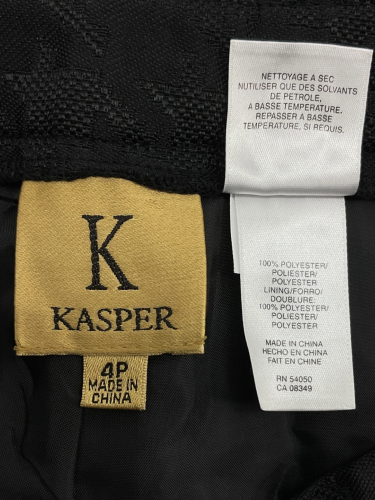 NETTOYAGE A SEC
NUTILISER QUE DES SOLVANTS
DE PETROLE,
A BASSE TEMPERATURE.
REPASSER A BASSE
TEMPERATURE, SI REQUIS.
K
KASPER
4P
MADE IN
CHINA
100% POLYESTER/
POLIESTER/
POLYESTER
LINING/FORRO/
DOUBLURE:
100% POLYESTER/
POLIESTER/
POLYESTER
MADE IN CHINA
HECHO EN CHINA
FAIT EN CHINE
RN 54050
CA 08349